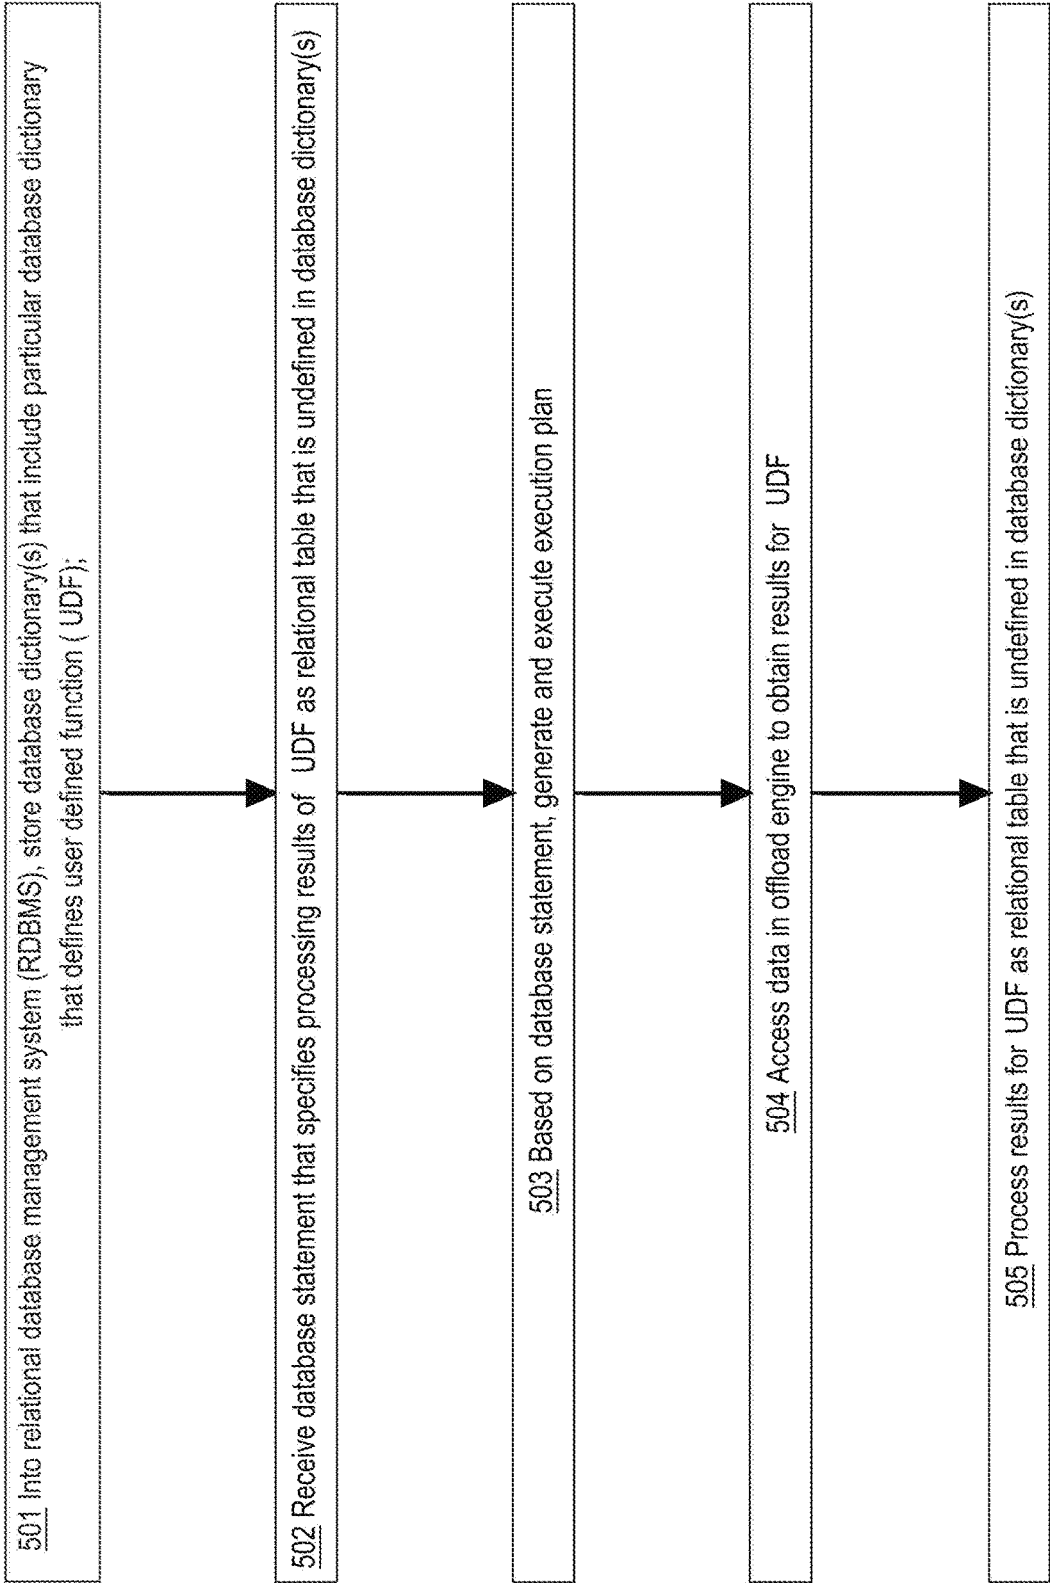 501 Into relational database management system (RDBMS), store database dictionary(s) that include particular database dictionary
that defines user defined function ( UDF);
502 Receive database statement that specifies processing results of UDF as relational table that is undefined in database dictionary(s)
503 Based on database statement, generate and execute execution plan
504 Access data in offload engine to obtain results for UDF
505 Process results for UDF as relational table that is undefined in database dictionary(s)